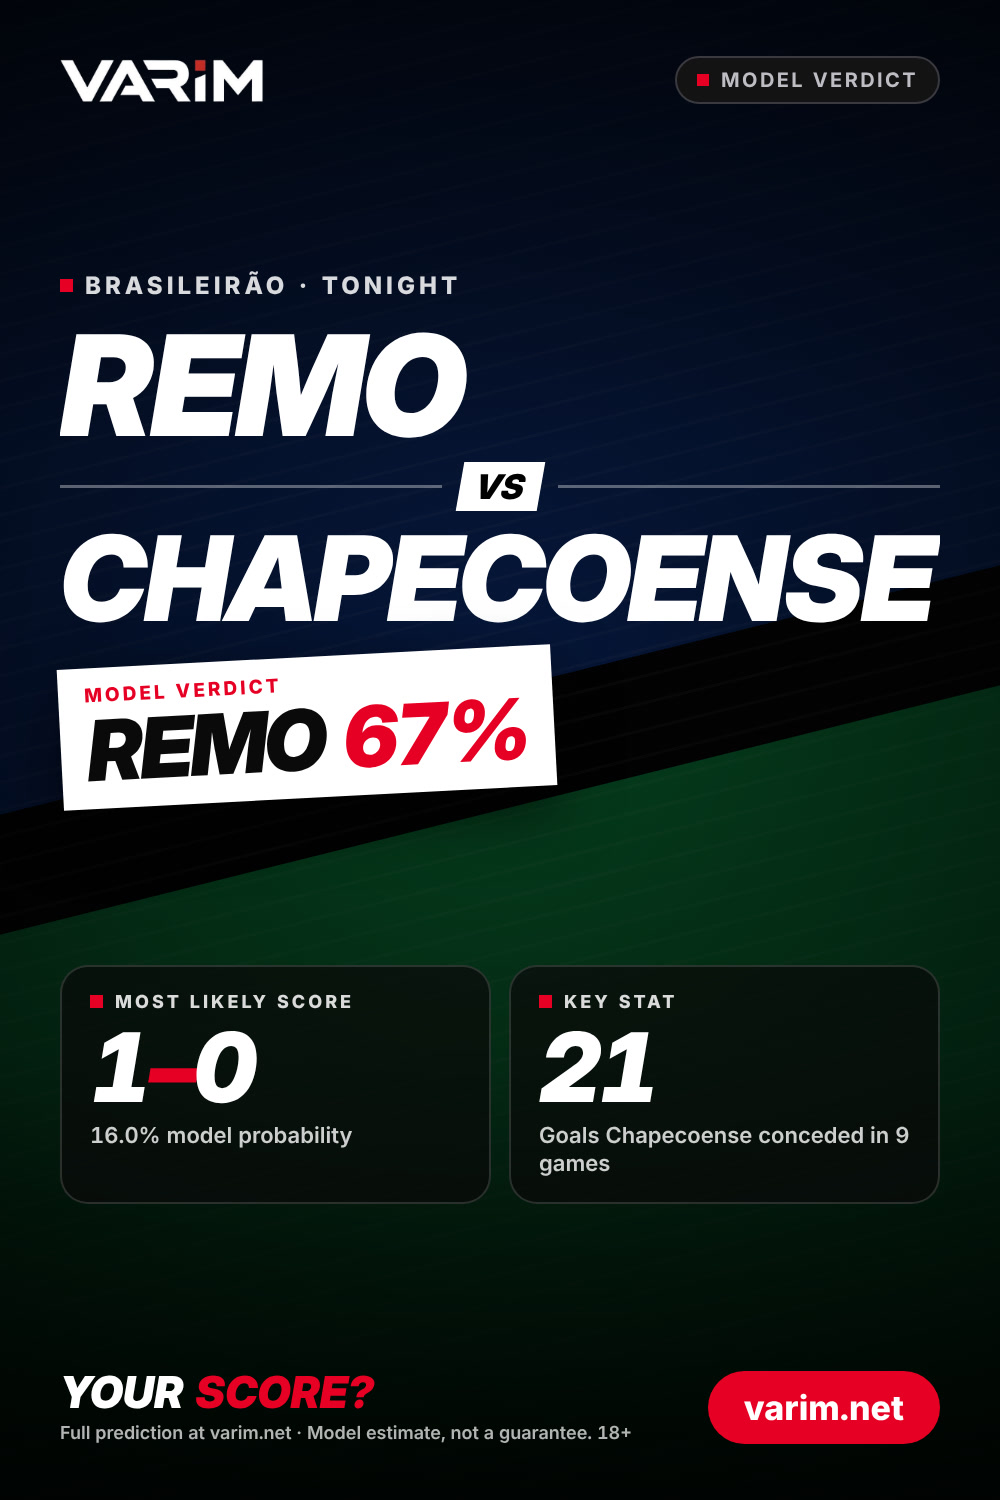 VARiM
MODEL VERDICT
BRASILEIRÃO · TONIGHT
REMO
VS
CHAPECOENSE
MODEL VERDICT
REMO 67%
MOST LIKELY SCORE
1–0
16.0% model probability
KEY STAT
21
Goals Chapecoense conceded in 9
games
YOUR SCORE?
Full prediction at varim.net · Model estimate, not a guarantee. 18+
varim.net